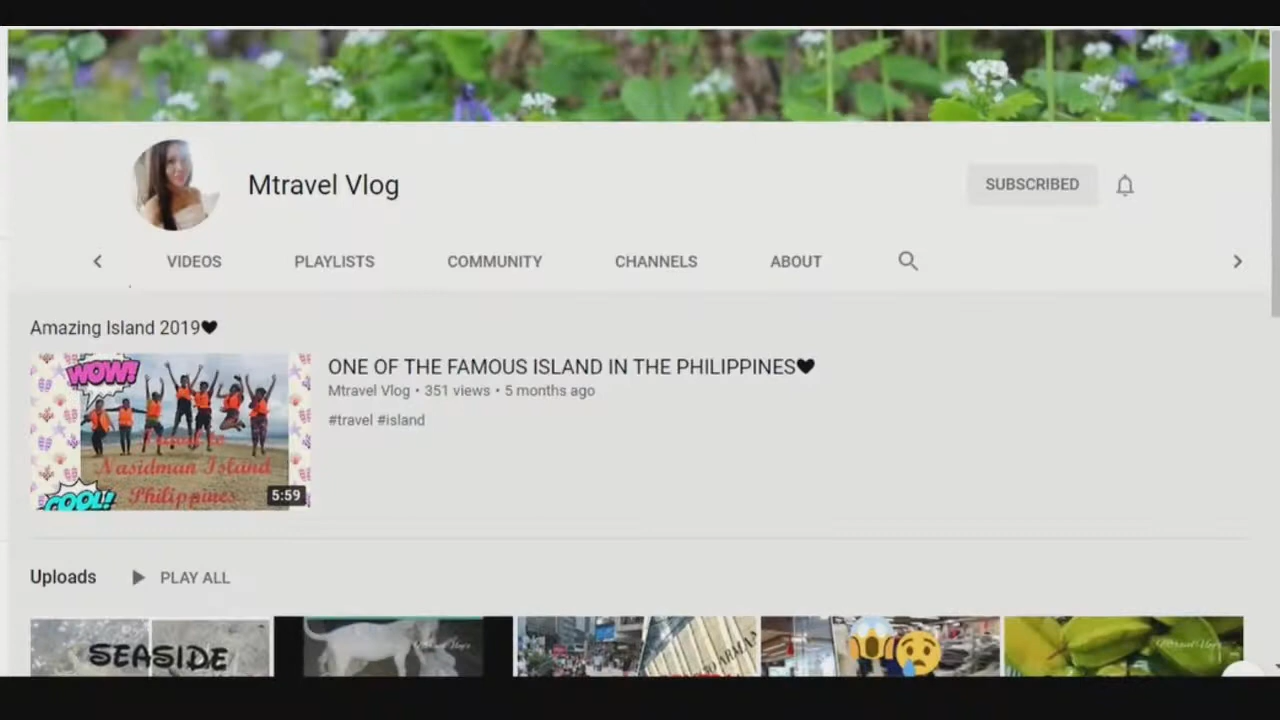 Mtravel Vlog
SUBSCRIBED
VIDEOS PLAYLISTS COMMUNITY CHANNELS ABOUT
Amazing Island 2019🖤
WOW!
Nasidman Island
Philippines
COOL!
5:59
ONE OF THE FAMOUS ISLAND IN THE PHILIPPINES🖤
Mtravel Vlog • 351 views • 5 months ago
#travel #island
Uploads PLAY ALL
SEASIDE